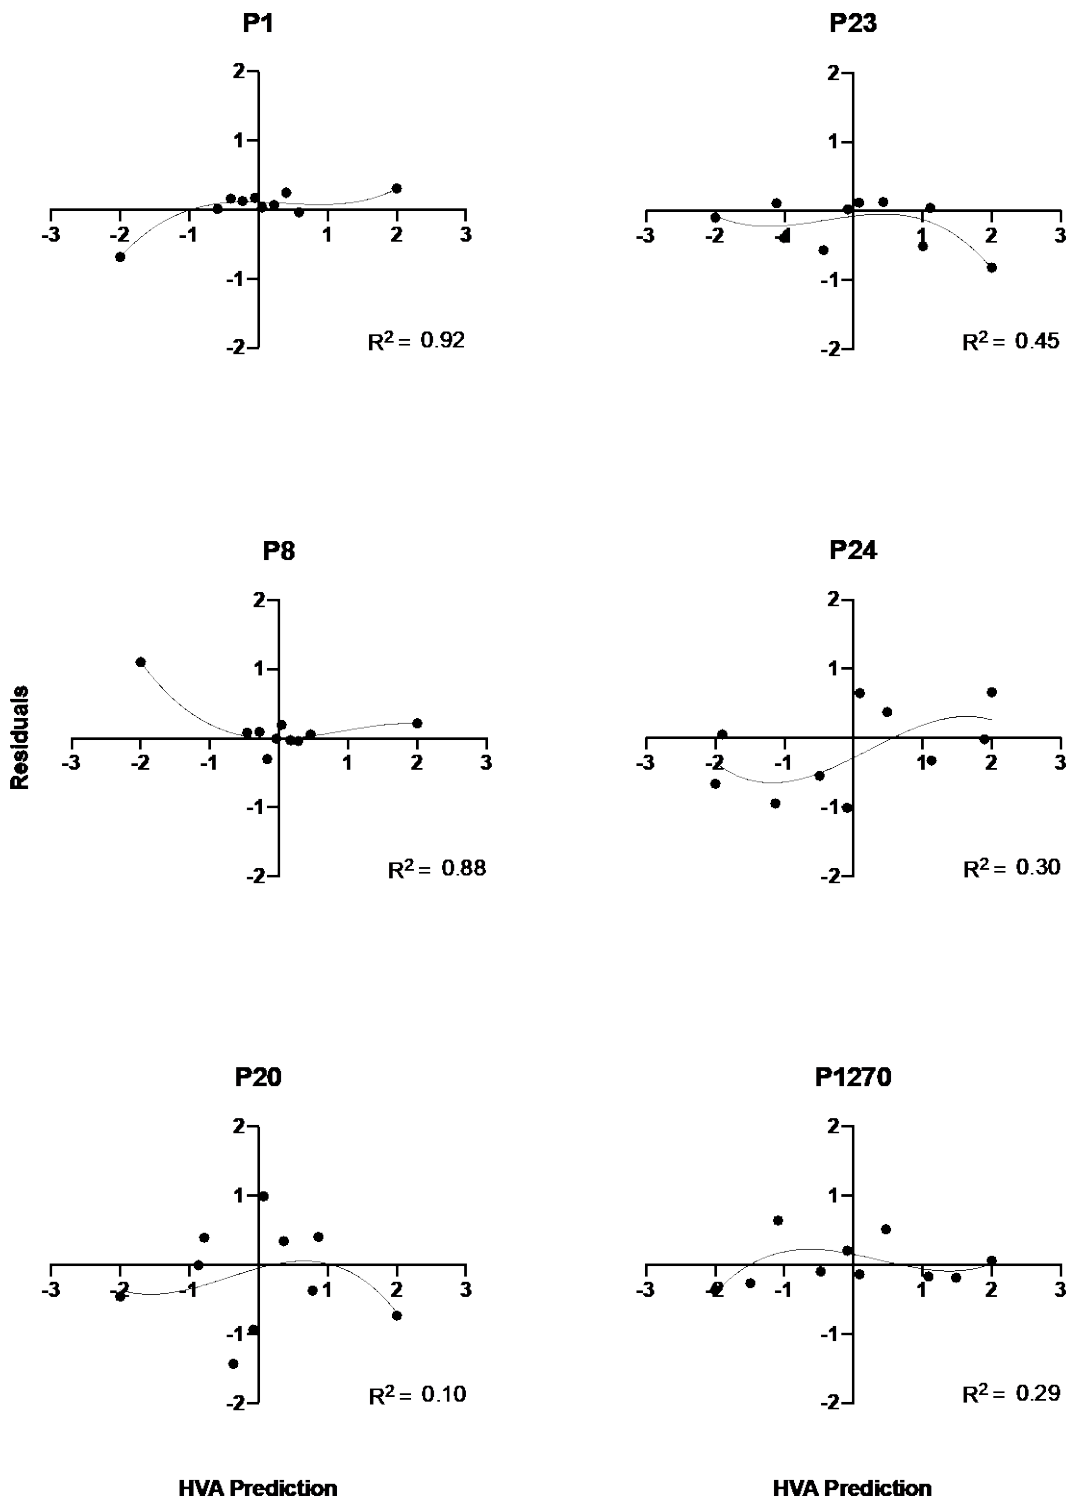 P1
2
1
-3 -2 -1 1 2 3
-1
-2
R² = 0.92
P23
2
1
-3 -2 -1 1 2 3
-1
-2
R² = 0.45
P8
2
1
-3 -2 -1 1 2 3
-1
-2
R² = 0.88
P24
2
1
-3 -2 -1 1 2 3
-1
-2
R² = 0.30
Residuals
P20
2
1
-3 -2 -1 1 2 3
-1
-2
R² = 0.10
P1270
2
1
-3 -2 -1 1 2 3
-1
-2
R² = 0.29
HVA Prediction
HVA Prediction